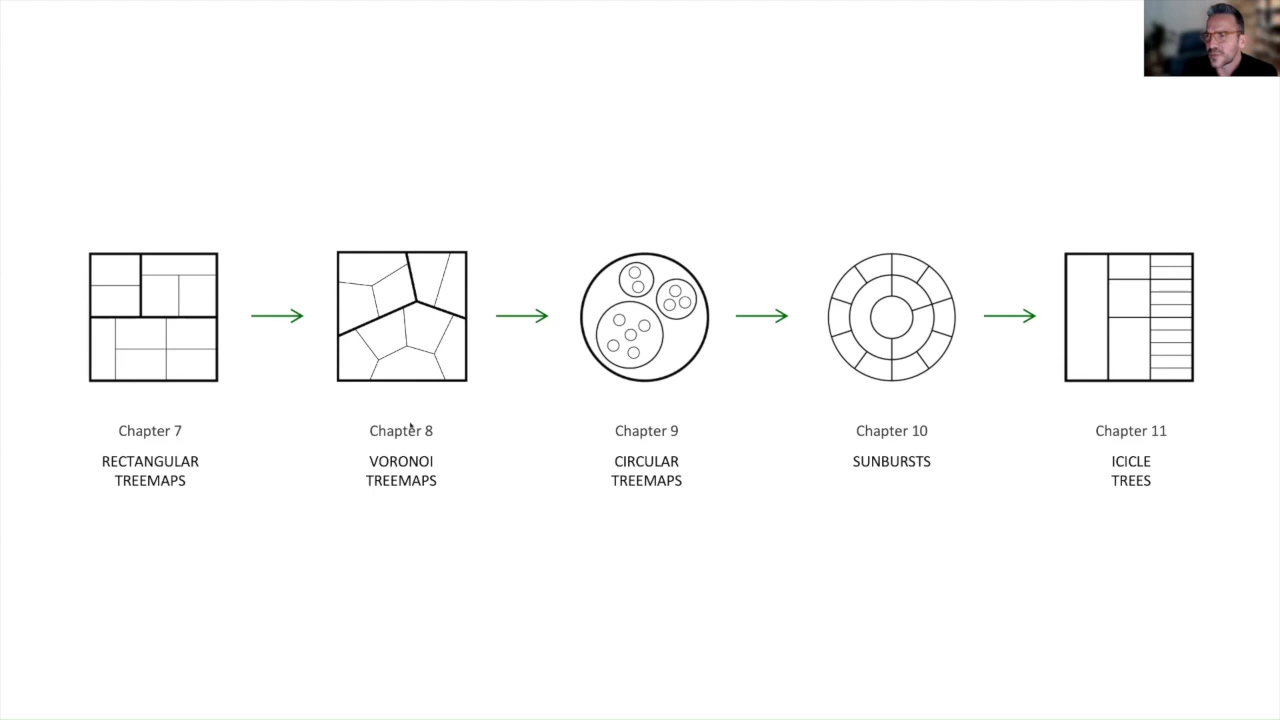 Chapter 7
RECTANGULAR
TREEMAPS
Chapter 8
VORONOI
TREEMAPS
Chapter 9
CIRCULAR
TREEMAPS
Chapter 10
SUNBURSTS
Chapter 11
ICICLE
TREES